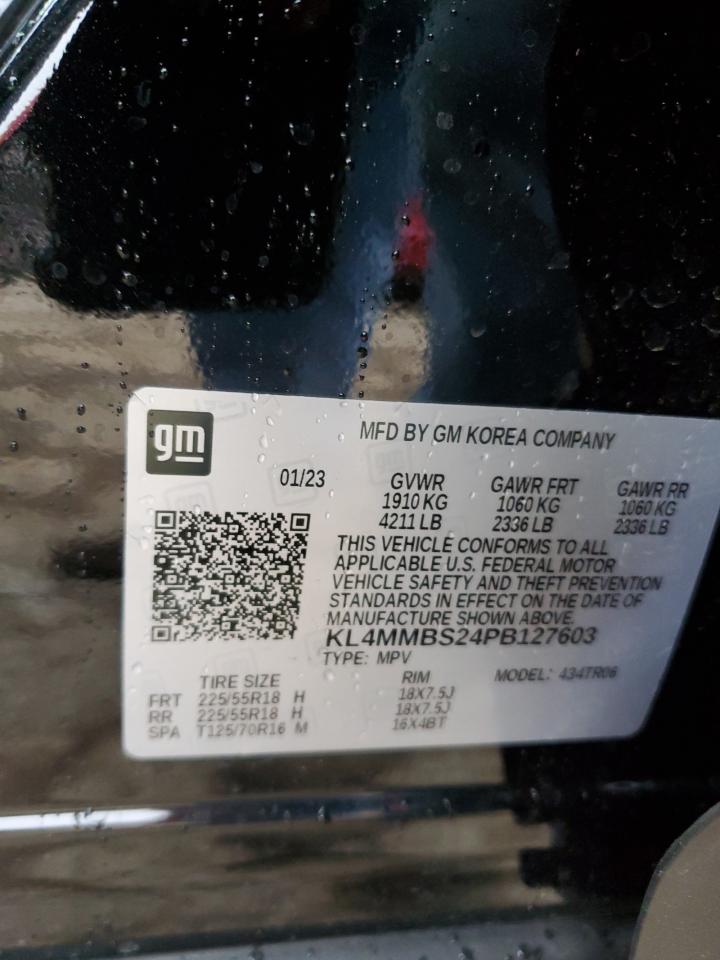 gm
MFD BY GM KOREA COMPANY
01/23
GVWR GAWR FRT GAWR RR
1910 KG 1060 KG 1060 KG
4211 LB 2336 LB 2336 LB
THIS VEHICLE CONFORMS TO ALL
APPLICABLE U.S. FEDERAL MOTOR
VEHICLE SAFETY AND THEFT PREVENTION
STANDARDS IN EFFECT ON THE DATE OF
MANUFACTURE SHOWN ABOVE.
KL4MMBS24PB127603
TYPE: MPV MODEL: 434TR06
TIRE SIZE RIM
FRT 225/55R18 H 18X7.5J
RR 225/55R18 H 18X7.5J
SPA T125/70R16 M 16X4BT